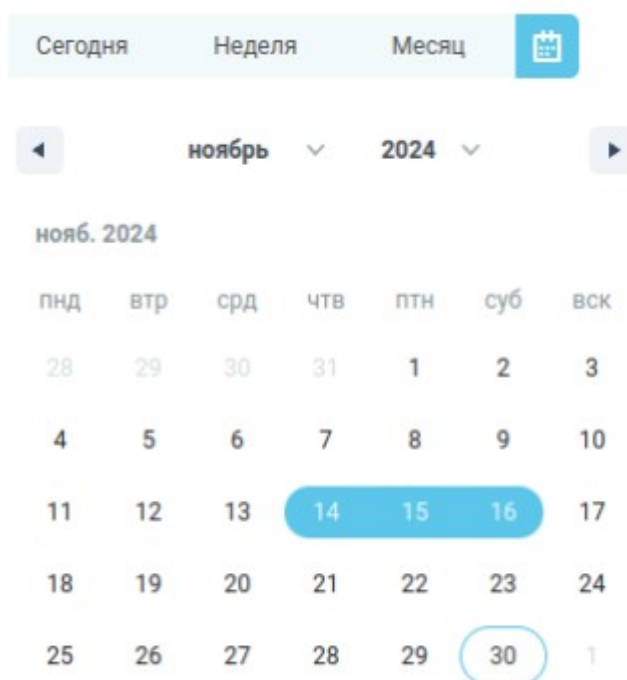 Сегодня Неделя Месяц
ноябрь 2024
нояб. 2024
пнд втр срд чтв птн суб вск
28 29 30 31 1 2 3
4 5 6 7 8 9 10
11 12 13 14 15 16 17
18 19 20 21 22 23 24
25 26 27 28 29 30 1